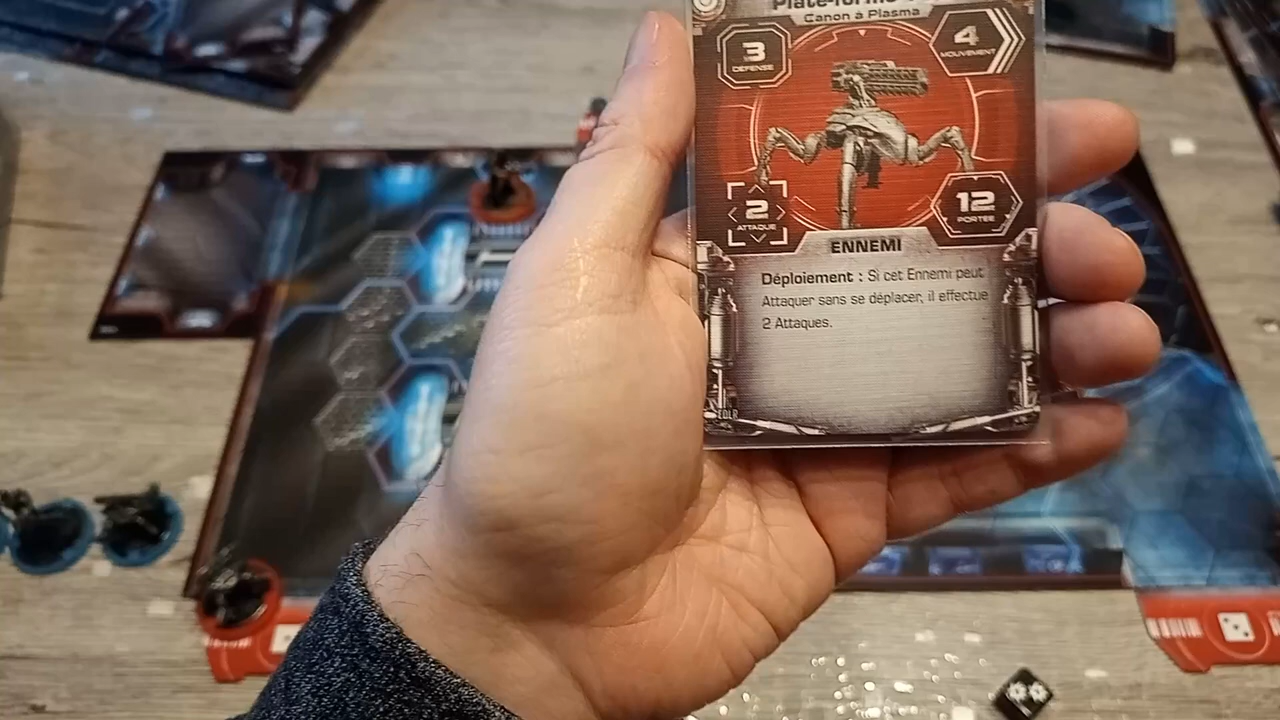 Canon à Plasma
3
DÉFENSE
4
MOUVEMENT
2
ATTAQUE
12
PORTÉE
ENNEMI
Déploiement : Si cet Ennemi peut
Attaquer sans se déplacer, il effectue
2 Attaques.
EDLR